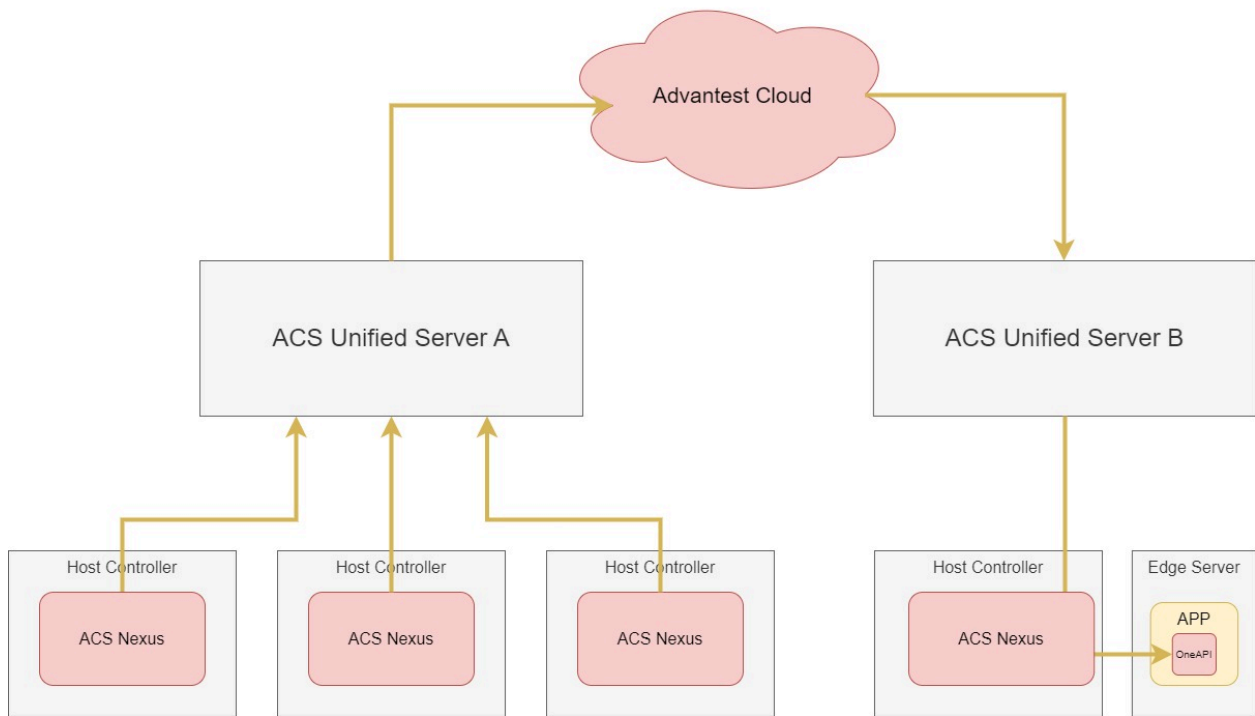 Advantest Cloud
ACS Unified Server A
ACS Unified Server B
Host Controller
Host Controller
Host Controller
Host Controller
Edge Server
ACS Nexus
ACS Nexus
ACS Nexus
ACS Nexus
APP
OneAPI